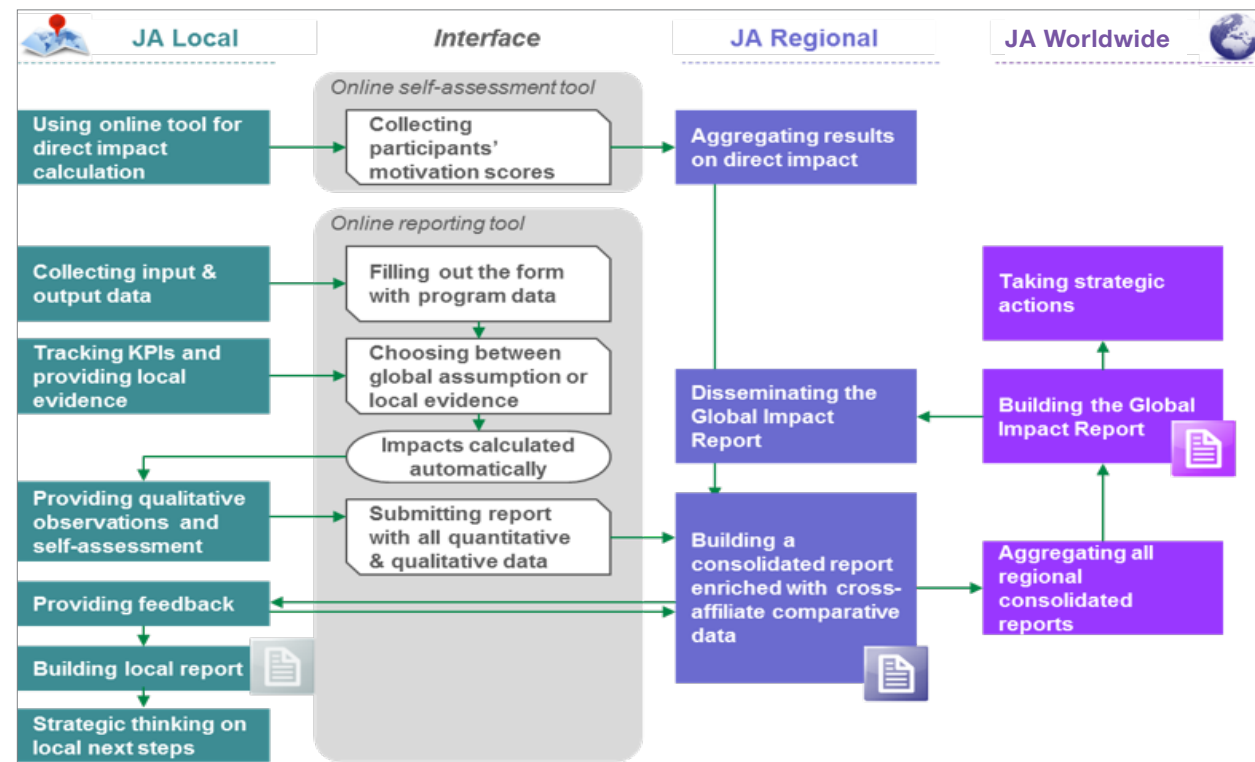 JA Local
Interface
JA Regional
JA Worldwide
Online self-assessment tool
Using online tool for
direct impact
calculation
Collecting
participants’
motivation scores
Aggregating results
on direct impact
Online reporting tool
Collecting input &
output data
Filling out the form
with program data
Taking strategic
actions
Tracking KPIs and
providing local
evidence
Choosing between
global assumption or
local evidence
Disseminating the
Global Impact
Report
Building the Global
Impact Report
Impacts calculated
automatically
Providing qualitative
observations and
self-assessment
Submitting report
with all quantitative
& qualitative data
Building a
consolidated report
enriched with cross-
affiliate comparative
data
Aggregating all
regional
consolidated
reports
Providing feedback
Building local report
Strategic thinking on
local next steps